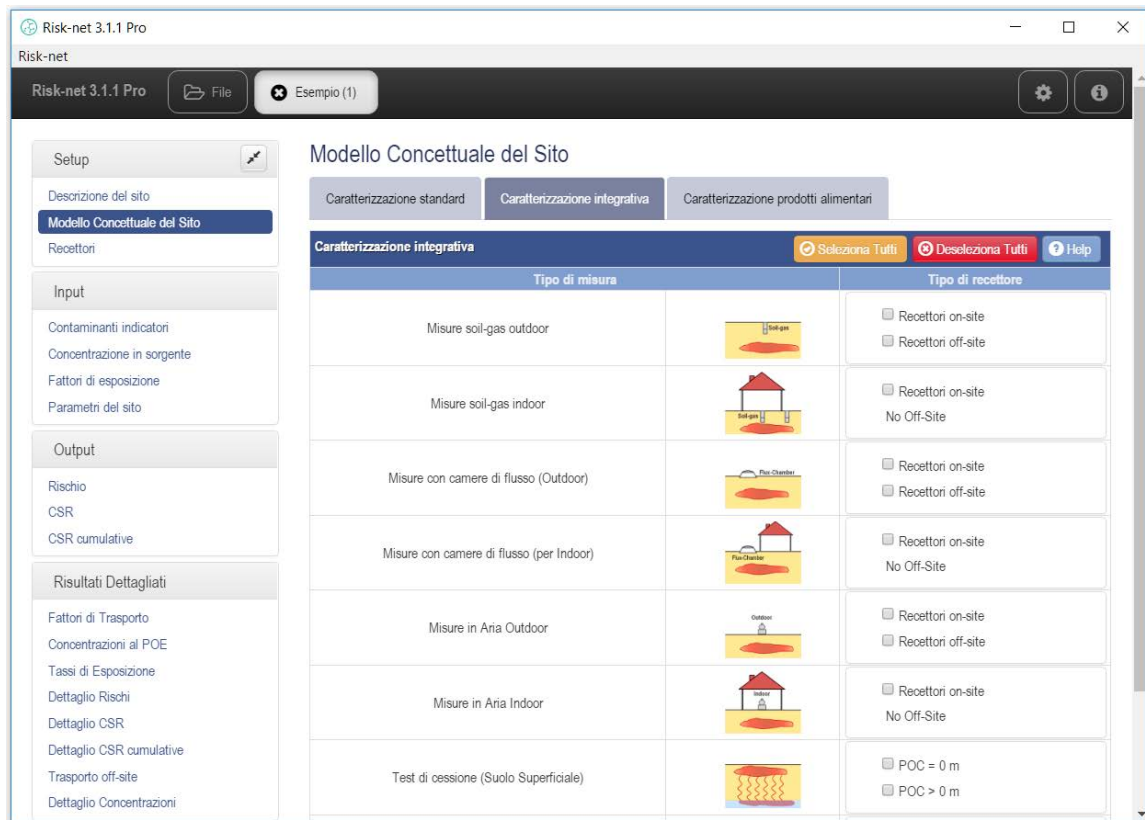 Risk-net 3.1.1 Pro
Risk-net
Risk-net 3.1.1 Pro
File
Esempio (1)
Setup
Descrizione del sito
Modello Concettuale del Sito
Recettori
Input
Contaminanti indicatori
Concentrazione in sorgente
Fattori di esposizione
Parametri del sito
Output
Rischio
CSR
CSR cumulative
Risultati Dettagliati
Fattori di Trasporto
Concentrazioni al POE
Tassi di Esposizione
Dettaglio Rischi
Dettaglio CSR
Dettaglio CSR cumulative
Trasporto off-site
Dettaglio Concentrazioni
Modello Concettuale del Sito
Caratterizzazione standard
Caratterizzazione integrativa
Caratterizzazione prodotti alimentari
Caratterizzazione integrativa
Seleziona Tutti
Deseleziona Tutti
Help
Tipo di misura
Tipo di recettore
Misure soil-gas outdoor
Soil-gas
Recettori on-site
Recettori off-site
Misure soil-gas indoor
Soil-gas
Recettori on-site
No Off-Site
Misure con camere di flusso (Outdoor)
Flux-Chamber
Recettori on-site
Recettori off-site
Misure con camere di flusso (per Indoor)
Flux-Chamber
Recettori on-site
No Off-Site
Misure in Aria Outdoor
Outdoor
Recettori on-site
Recettori off-site
Misure in Aria Indoor
Indoor
Recettori on-site
No Off-Site
Test di cessione (Suolo Superficiale)
POC = 0 m
POC > 0 m